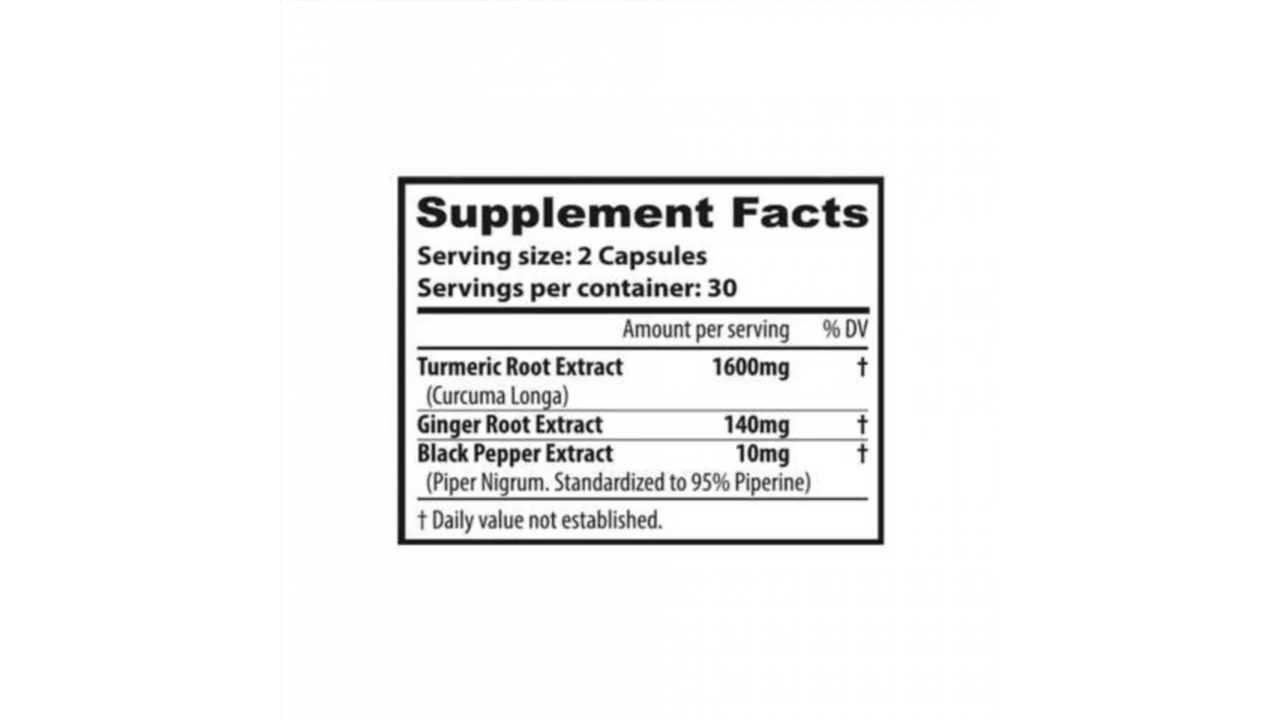 Supplement Facts
Serving size: 2 Capsules
Servings per container: 30
Amount per serving % DV
Turmeric Root Extract 1600mg †
(Curcuma Longa)
Ginger Root Extract 140mg †
Black Pepper Extract 10mg †
(Piper Nigrum. Standardized to 95% Piperine)
† Daily value not established.